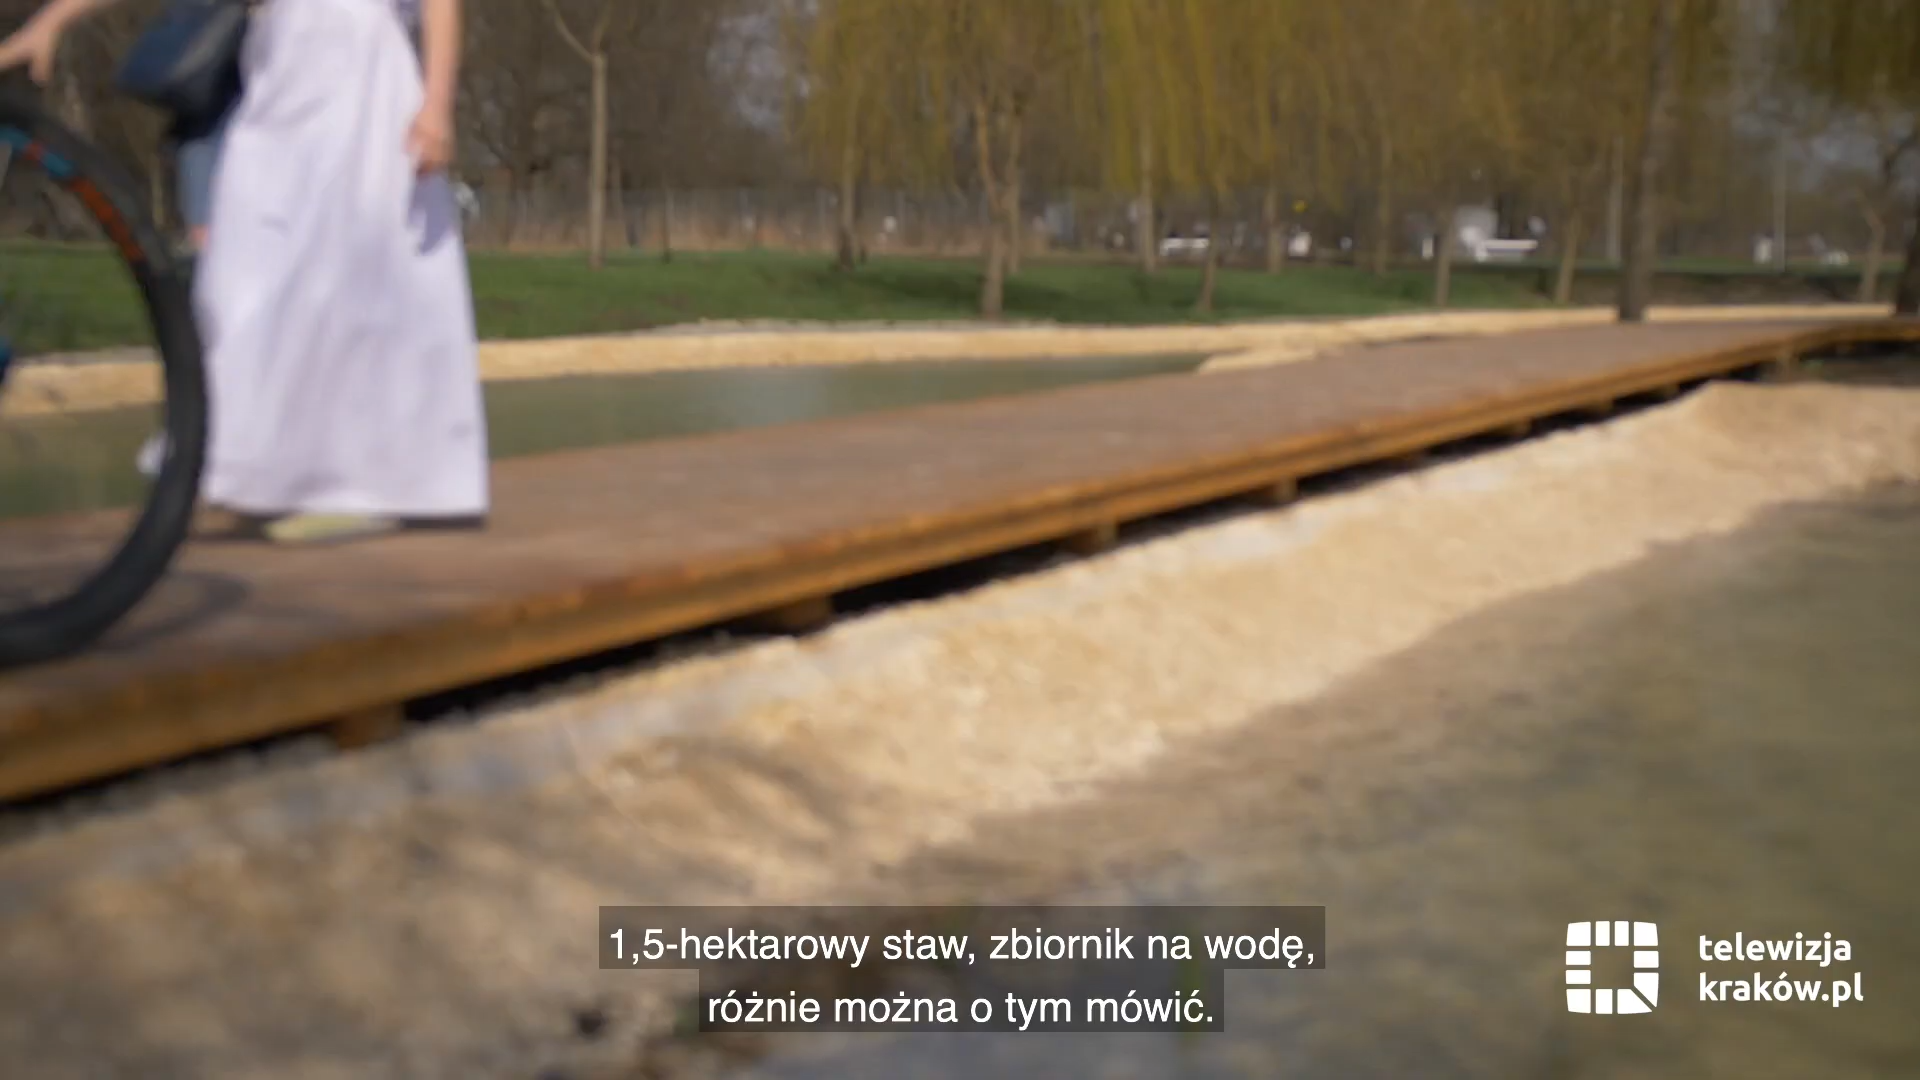 1,5-hektarowy staw, zbiornik na wodę,
różnie można o tym mówić.
telewizja
kraków.pl